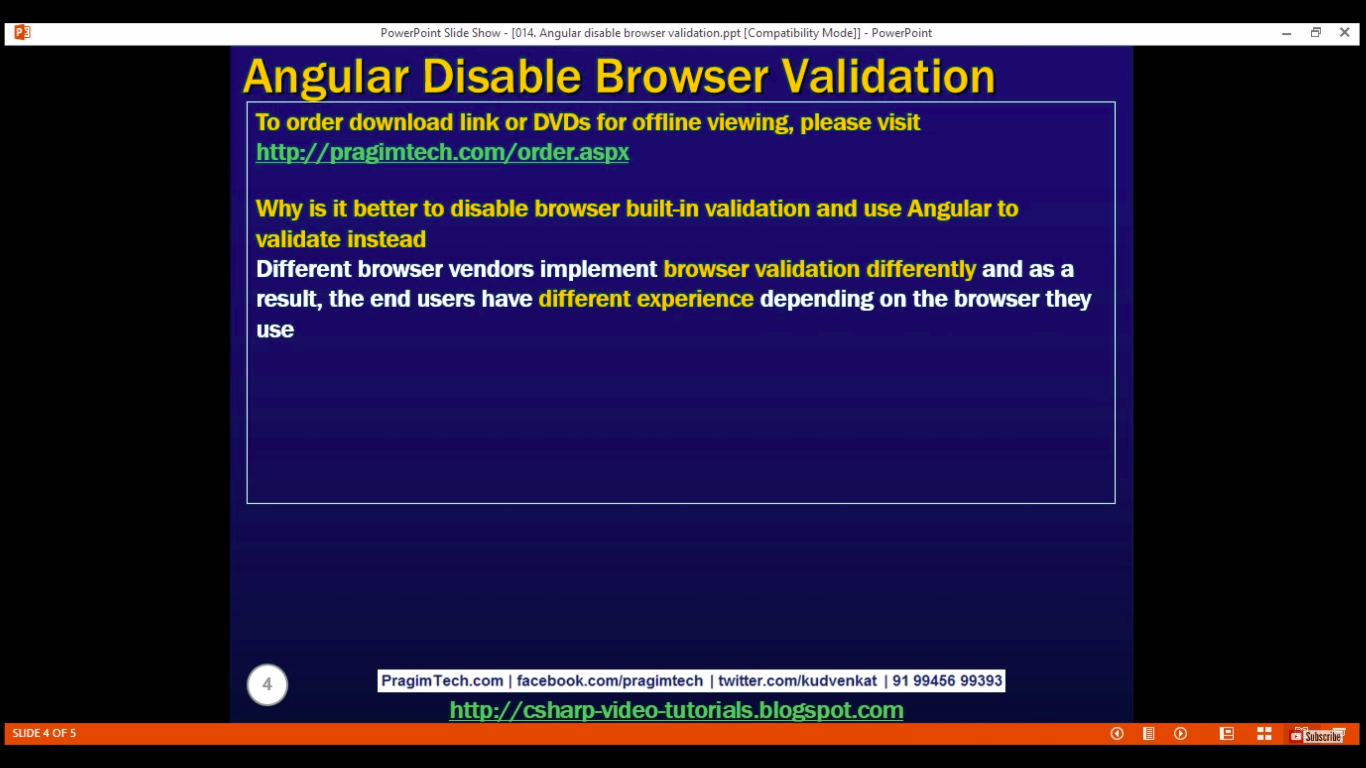 PowerPoint Slide Show - [014. Angular disable browser validation.ppt [Compatibility Mode]] - PowerPoint
Angular Disable Browser Validation
To order download link or DVDs for offline viewing, please visit
http://pragimtech.com/order.aspx
Why is it better to disable browser built-in validation and use Angular to
validate instead
Different browser vendors implement browser validation differently and as a
result, the end users have different experience depending on the browser they
use
4
PragimTech.com | facebook.com/pragimtech | twitter.com/kudvenkat | 91 99456 99393
http://csharp-video-tutorials.blogspot.com
SLIDE 4 OF 5
Subscribe